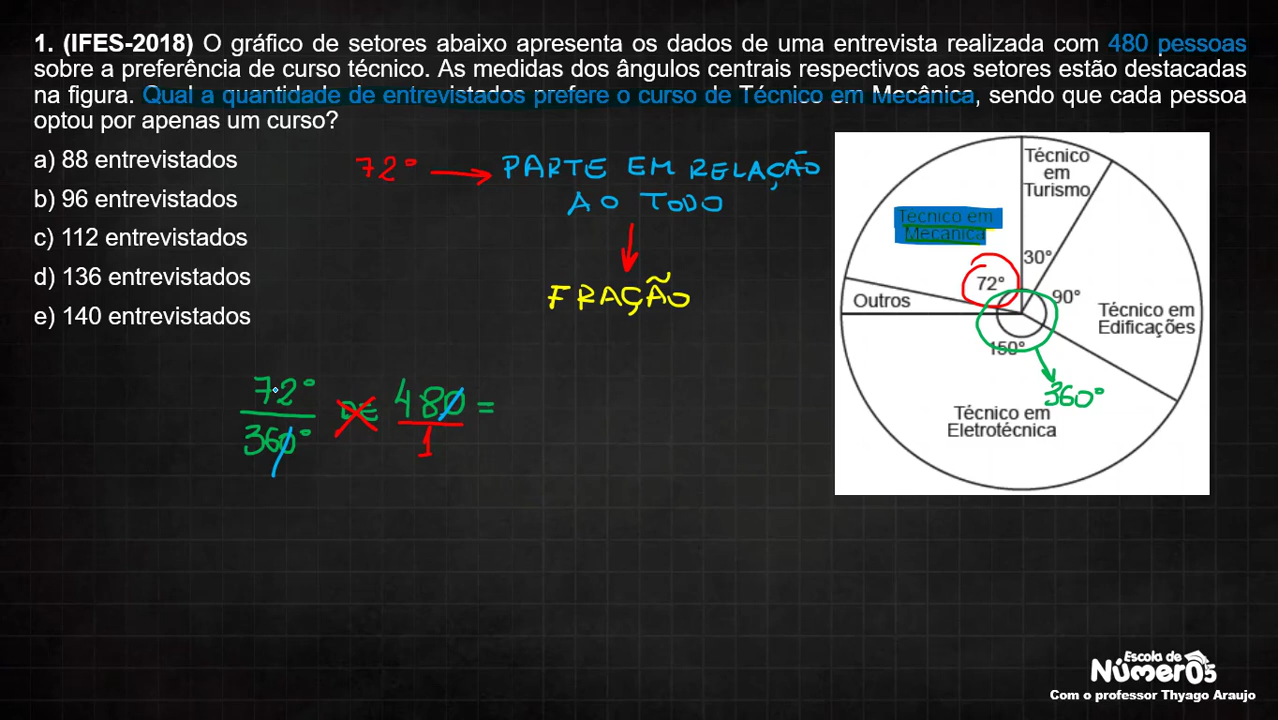 1. (IFES-2018) O gráfico de setores abaixo apresenta os dados de uma entrevista realizada com 480 pessoas
sobre a preferência de curso técnico. As medidas dos ângulos centrais respectivos aos setores estão destacadas
na figura. Qual a quantidade de entrevistados prefere o curso de Técnico em Mecânica, sendo que cada pessoa
optou por apenas um curso?
a) 88 entrevistados
b) 96 entrevistados
c) 112 entrevistados
d) 136 entrevistados
e) 140 entrevistados
72° → PARTE EM RELAÇÃO
AO TODO
FRAÇÃO
72°
360°
DE
480
1
=
Técnico
em
Turismo
Técnico em
Mecânica
30°
72°
90°
Outros
Técnico em
Edificações
150°
360°
Técnico em
Eletrotécnica
Escola de
Númer05
Com o professor Thyago Araujo